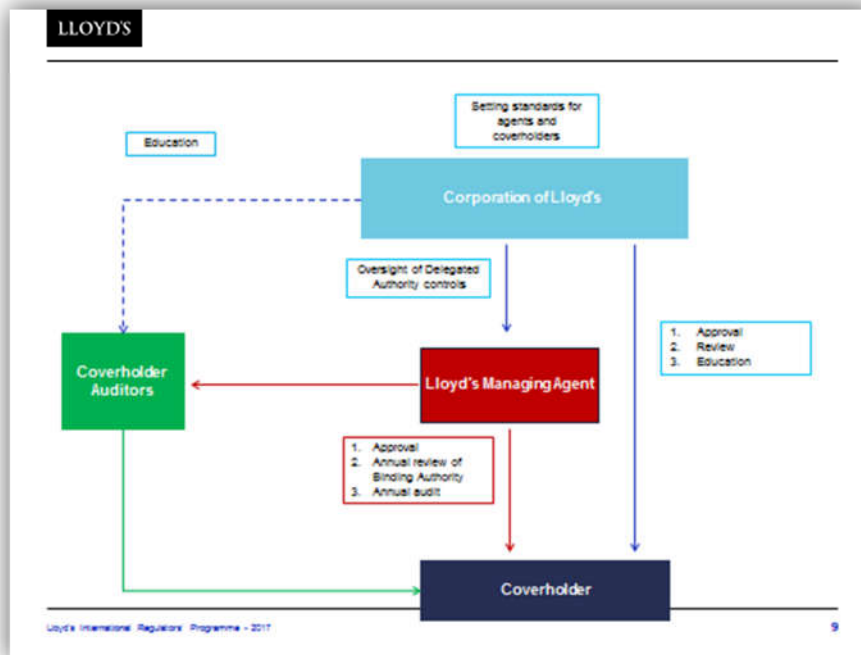 LLOYD'S
Setting standards for
agents and
coverholders
Education
Corporation of Lloyd's
Oversight of Delegated
Authority controls
1. Approval
2. Review
3. Education
Coverholder
Auditors
Lloyd's Managing Agent
1. Approval
2. Annual review of
Binding Authority
3. Annual audit
Coverholder
Lloyd's International Regulators' Programme – 2017
9